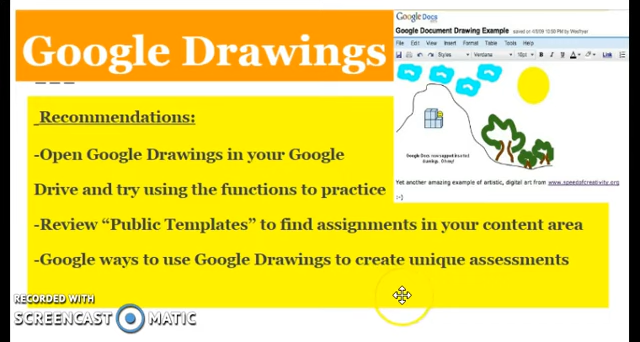 Google Drawings
Recommendations:
-Open Google Drawings in your Google
Drive and try using the functions to practice
-Review “Public Templates” to find assignments in your content area
-Google ways to use Google Drawings to create unique assessments
Google Docs
Google Document Drawing Example
File Edit View Insert Format Table Tools Help
Styles Verdana 10pt B I U
Yet another amazing example of artistic, digital art from www.speedofcreativity.org
:-)
RECORDED WITH
SCREENCAST MATIC